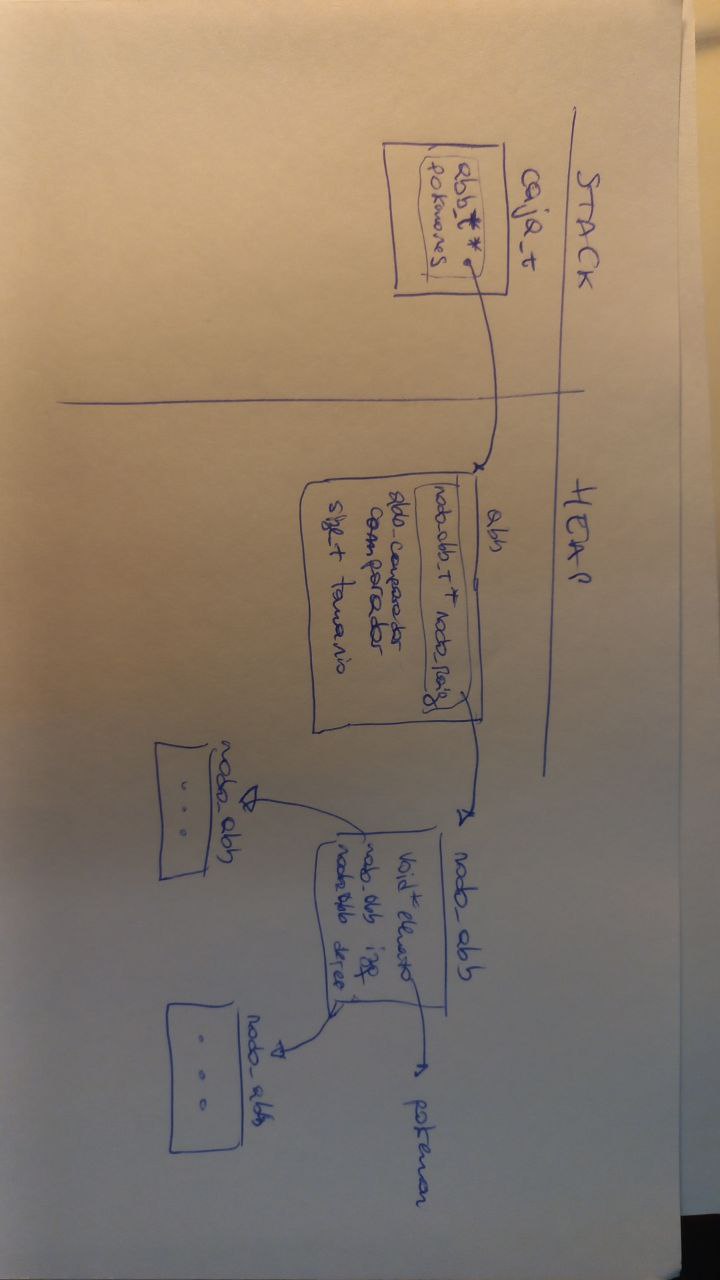 STACK
HEAP
caja_t
abb_t**
pokemones
abb
nodo_abb_t* nodo_raiz
abb_comparador
comparador
size_t tamanio
nodo_abb
void* elemento
nodo_abb izq
nodo_abb derec
pokemon
nodo_abb
...
nodo_abb
...